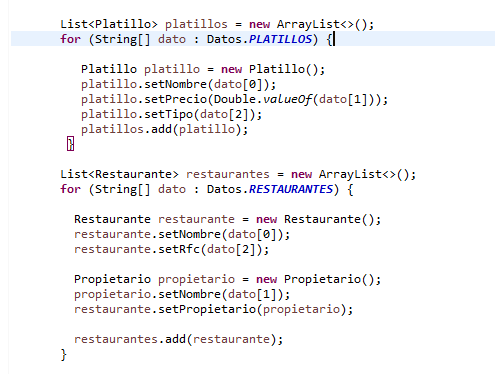 List<Platillo> platillos = new ArrayList<>();
for (String[] dato : Datos.PLATILLOS) {
Platillo platillo = new Platillo();
platillo.setNombre(dato[0]);
platillo.setPrecio(Double.valueOf(dato[1]));
platillo.setTipo(dato[2]);
platillos.add(platillo);
}
List<Restaurante> restaurantes = new ArrayList<>();
for (String[] dato : Datos.RESTAURANTES) {
Restaurante restaurante = new Restaurante();
restaurante.setNombre(dato[0]);
restaurante.setRfc(dato[2]);
Propietario propietario = new Propietario();
propietario.setNombre(dato[1]);
restaurante.setPropietario(propietario);
restaurantes.add(restaurante);
}